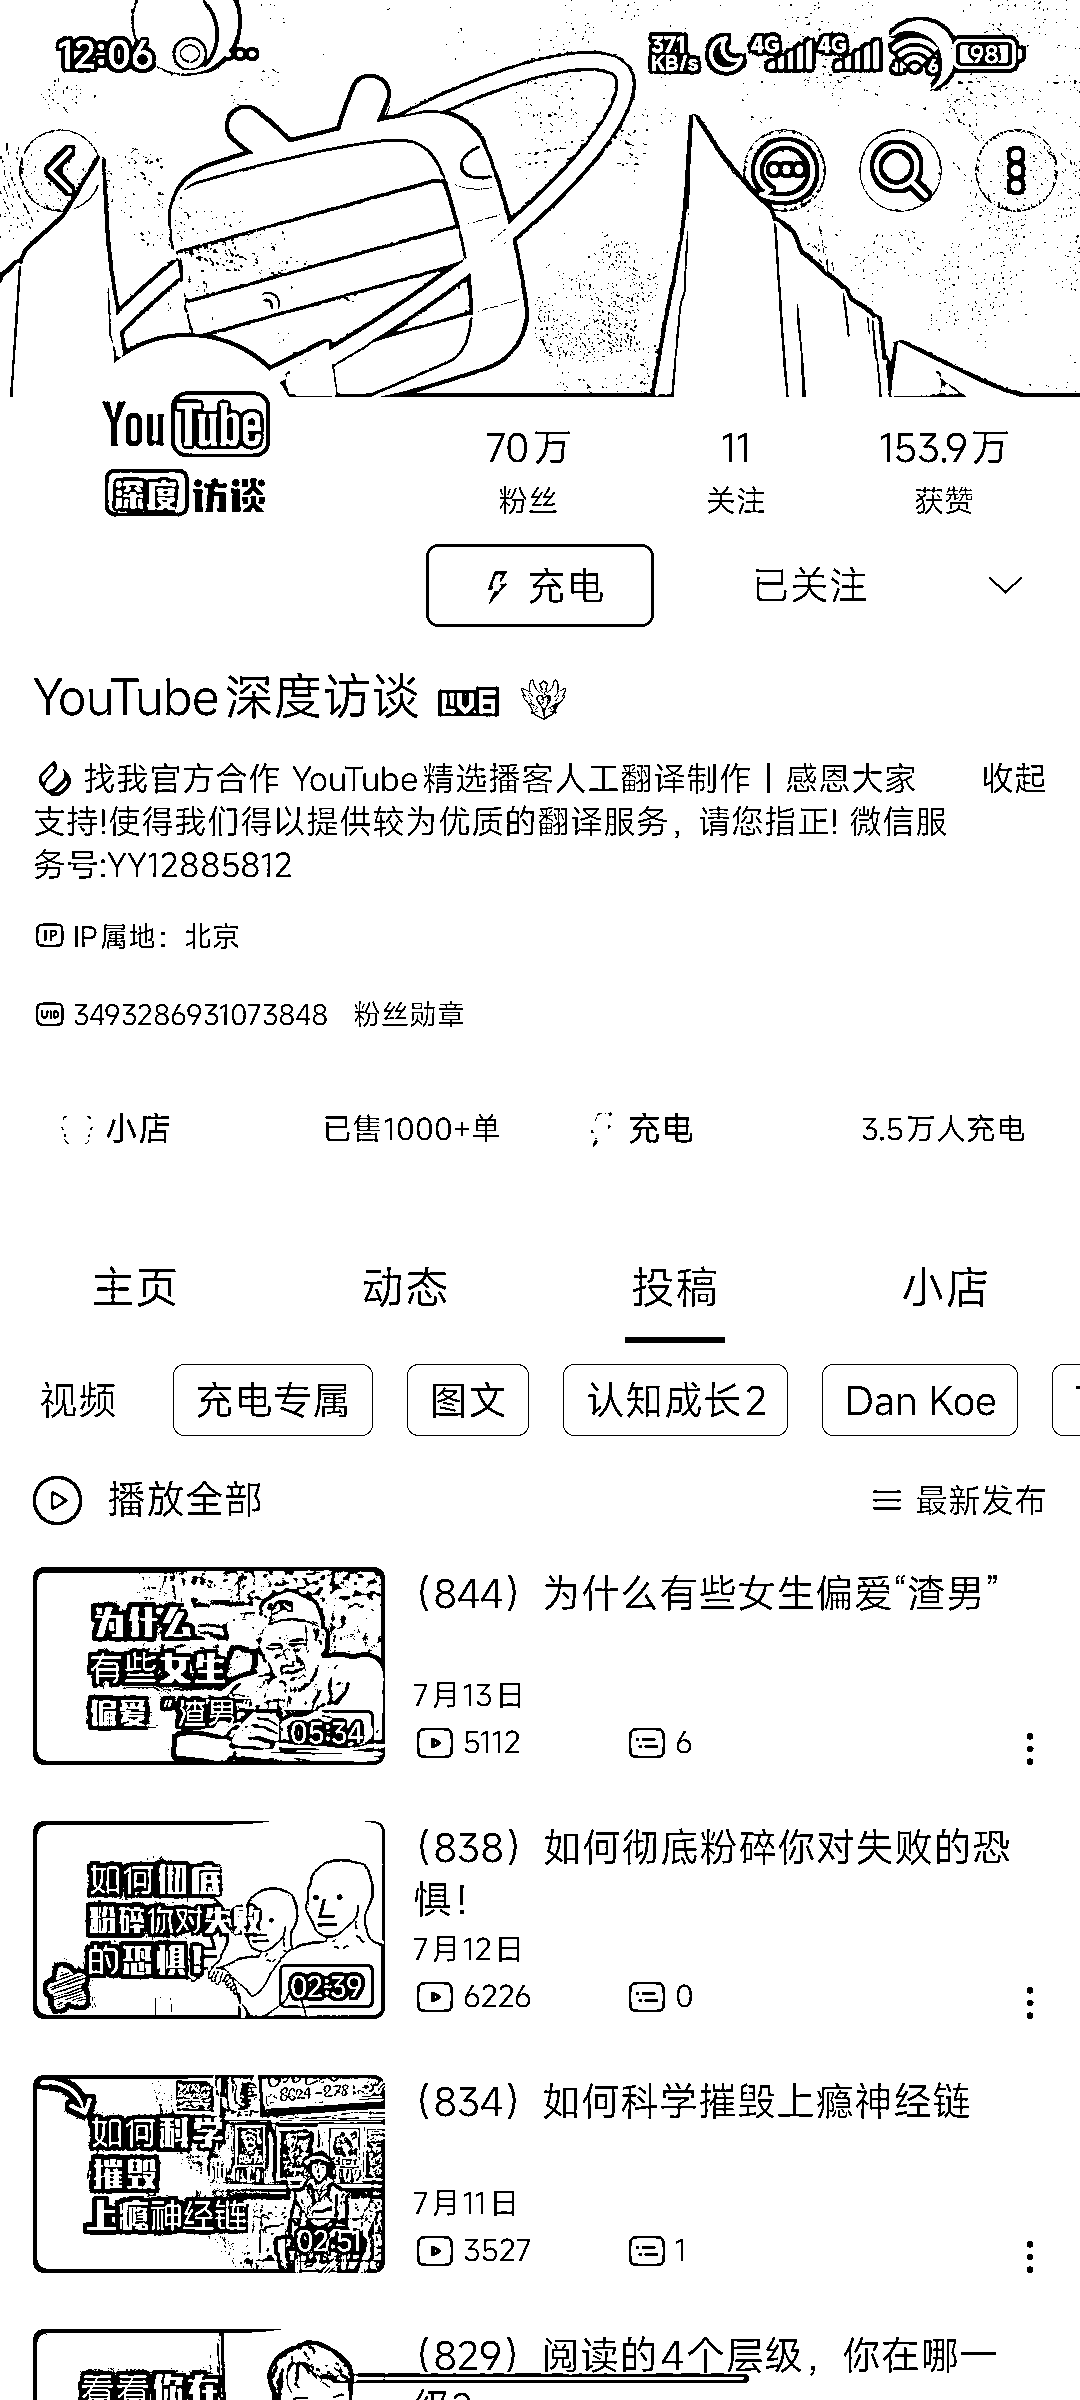 12:06
371 KB/s 4G 4G 6 98
YouTube
深度访谈
70万 11 153.9万
粉丝 关注 获赞
充电 已关注
YouTube深度访谈 LV6
找我官方合作 YouTube精选播客人工翻译制作丨感恩大家 收起
支持!使得我们得以提供较为优质的翻译服务，请您指正! 微信服
务号:YY12885812
IP IP属地：北京
UID 3493286931073848 粉丝勋章
小店 已售1000+单 充电 3.5万人充电
主页 动态 投稿 小店
视频 充电专属 图文 认知成长2 Dan Koe
播放全部 最新发布
为什么
有些女生
偏爱“渣男”
05:34
（844）为什么有些女生偏爱“渣男”
7月13日
5112 6
如何彻底
粉碎你对失败
的恐惧!
02:39
（838）如何彻底粉碎你对失败的恐
惧！
7月12日
6226 0
如何科学
摧毁
上瘾神经链
02:51
（834）如何科学摧毁上瘾神经链
7月11日
3527 1
看看你在
（829）阅读的4个层级，你在哪一
级?